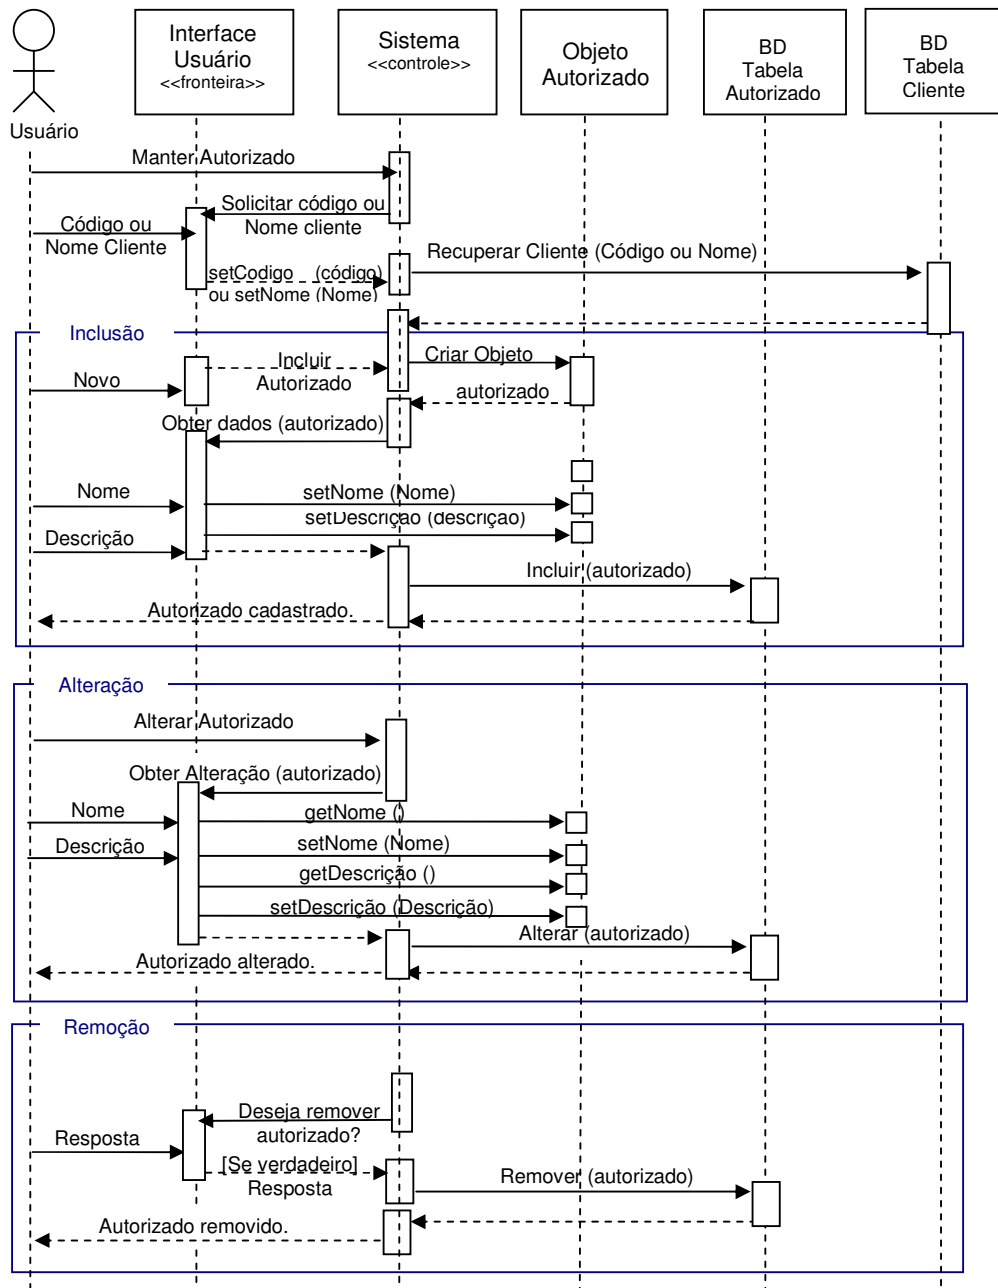 Interface
Usuário
<<fronteira>>
Sistema
<<controle>>
Objeto
Autorizado
BD
Tabela
Autorizado
BD
Tabela
Cliente
Usuário
Manter Autorizado
Solicitar código ou
Nome cliente
Código ou
Nome Cliente
Recuperar Cliente (Código ou Nome)
setCodigo (código)
ou setNome (Nome)
Inclusão
Incluir
Autorizado
Criar Objeto
Novo
autorizado
Obter dados (autorizado)
Nome
setNome (Nome)
setDescrição (descrição)
Descrição
Incluir (autorizado)
Autorizado cadastrado.
Alteração
Alterar Autorizado
Obter Alteração (autorizado)
Nome
getNome ()
Descrição
setNome (Nome)
getDescrição ()
setDescrição (Descrição)
Alterar (autorizado)
Autorizado alterado.
Remoção
Deseja remover
autorizado?
Resposta
[Se verdadeiro]
Resposta
Remover (autorizado)
Autorizado removido.